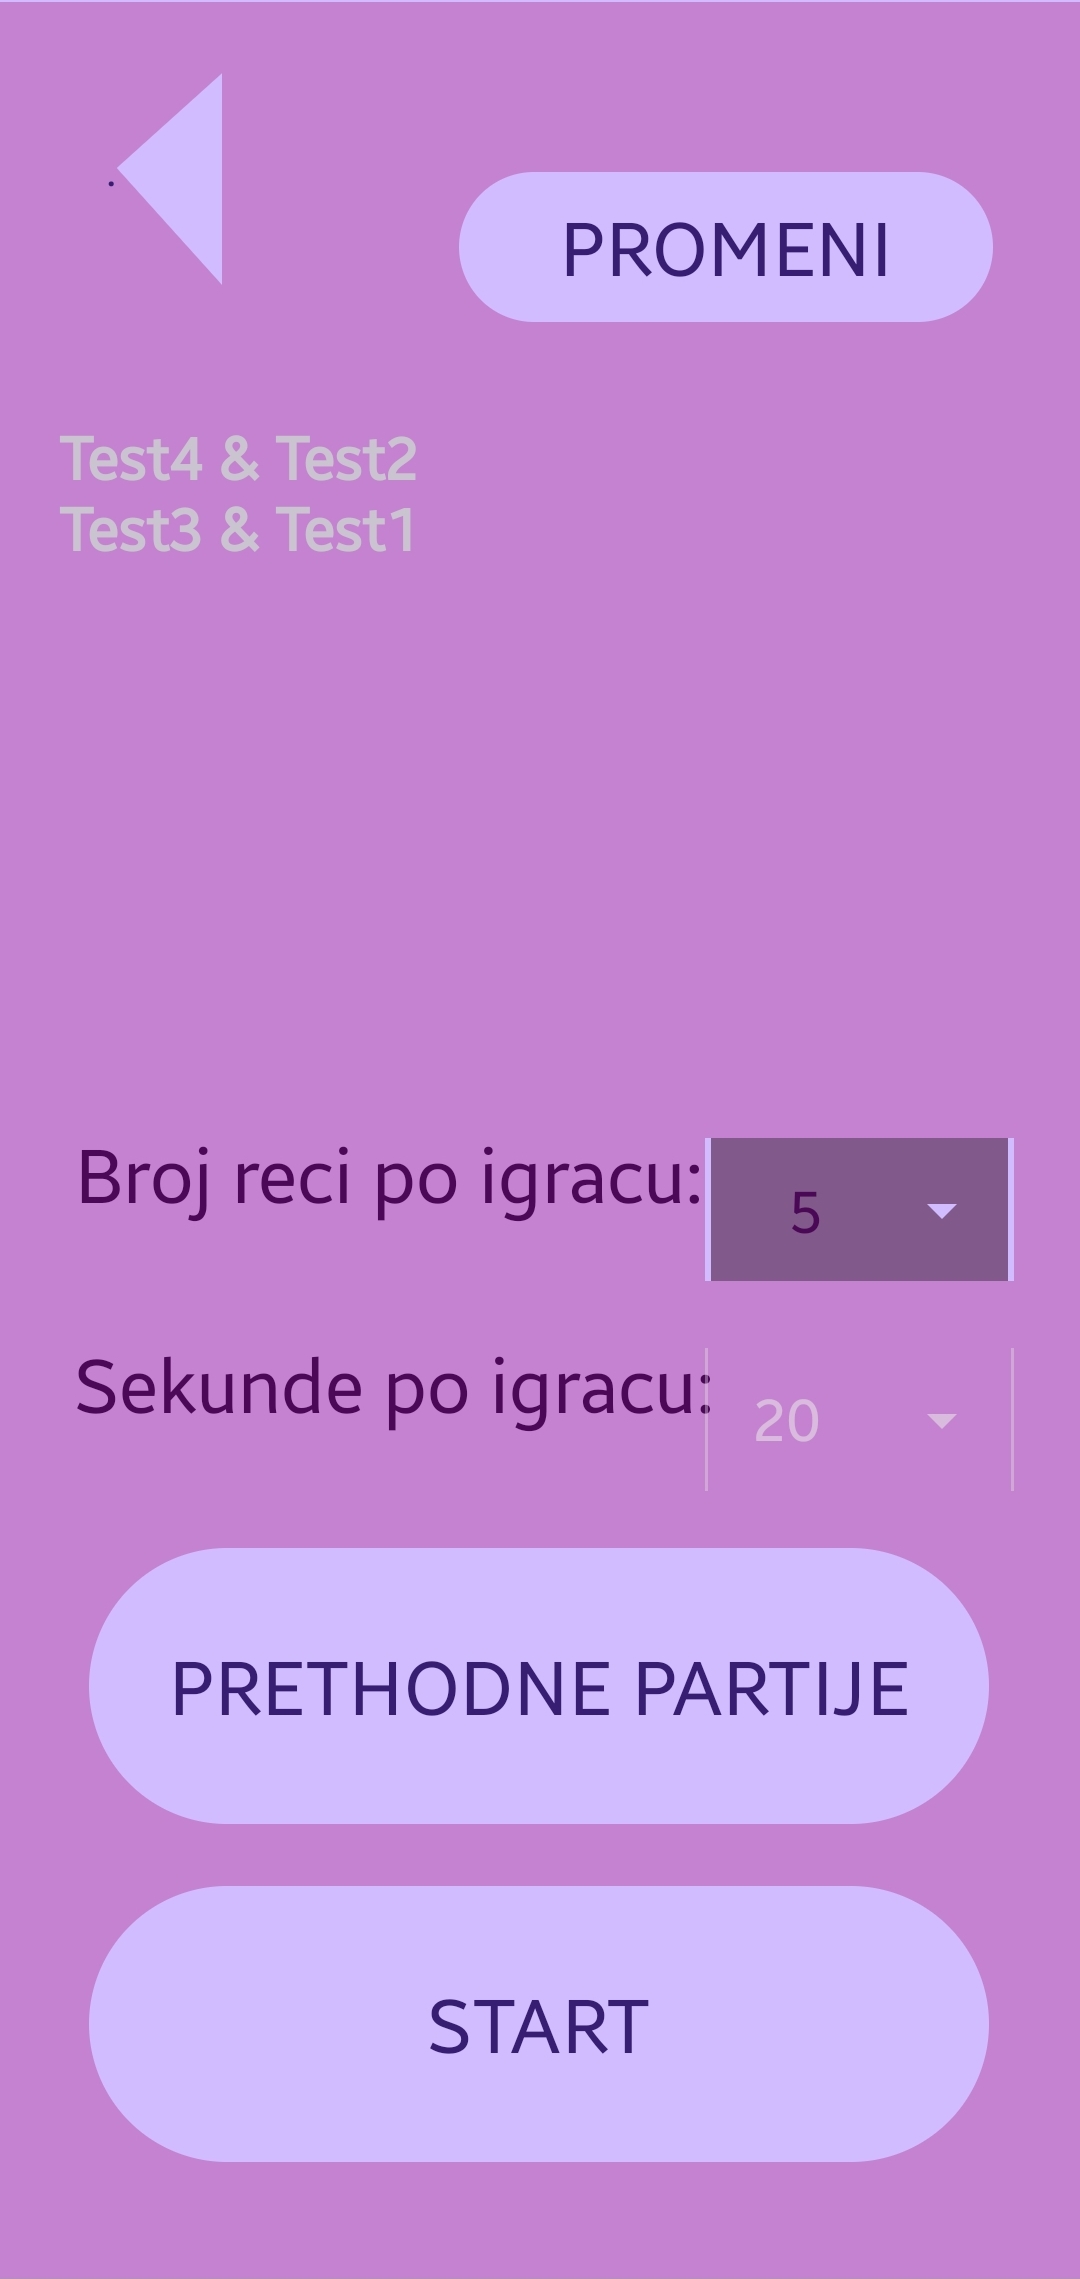 .
PROMENI
Test4 & Test2
Test3 & Test1
Broj reci po igracu:
5
Sekunde po igracu:
20
PRETHODNE PARTIJE
START